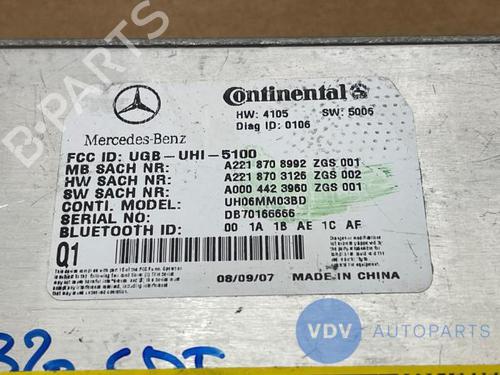 Mercedes-Benz
Continental
HW: 4105 SW: 5006
Diag ID: 0106
FCC ID: UGB-UHI-5100
MB SACH NR: A221 870 8992 ZGS 001
HW SACH NR: A221 870 3126 ZGS 002
SW SACH NR: A000 442 3960 ZGS 001
CONTI. MODEL: UH06MM03BD
SERIAL NO: DB70166666
BLUETOOTH ID: 00 1A 1B AE 1C AF
Q1
08/09/07 MADE IN CHINA
320 CDI
VDV AUTOPARTS
B-Parts